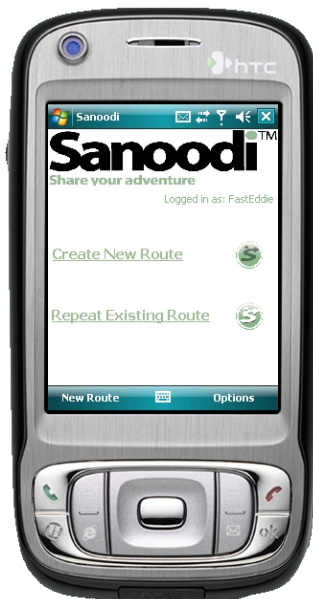 hTC
Sanoodi
Sanoodi™
Share your adventure
Logged in as: FastEddie
Create New Route
Repeat Existing Route
New Route
Options
ok